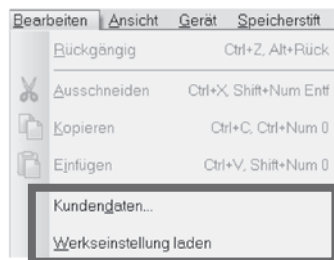 Bearbeiten Ansicht Gerät Speicherstift
Rückgängig Ctrl+Z, Alt+Rück
Ausschneiden Ctrl+X, Shift+Num Entf
Kopieren Ctrl+C, Ctrl+Num 0
Einfügen Ctrl+V, Shift+Num 0
Kundendaten...
Werkseinstellung laden